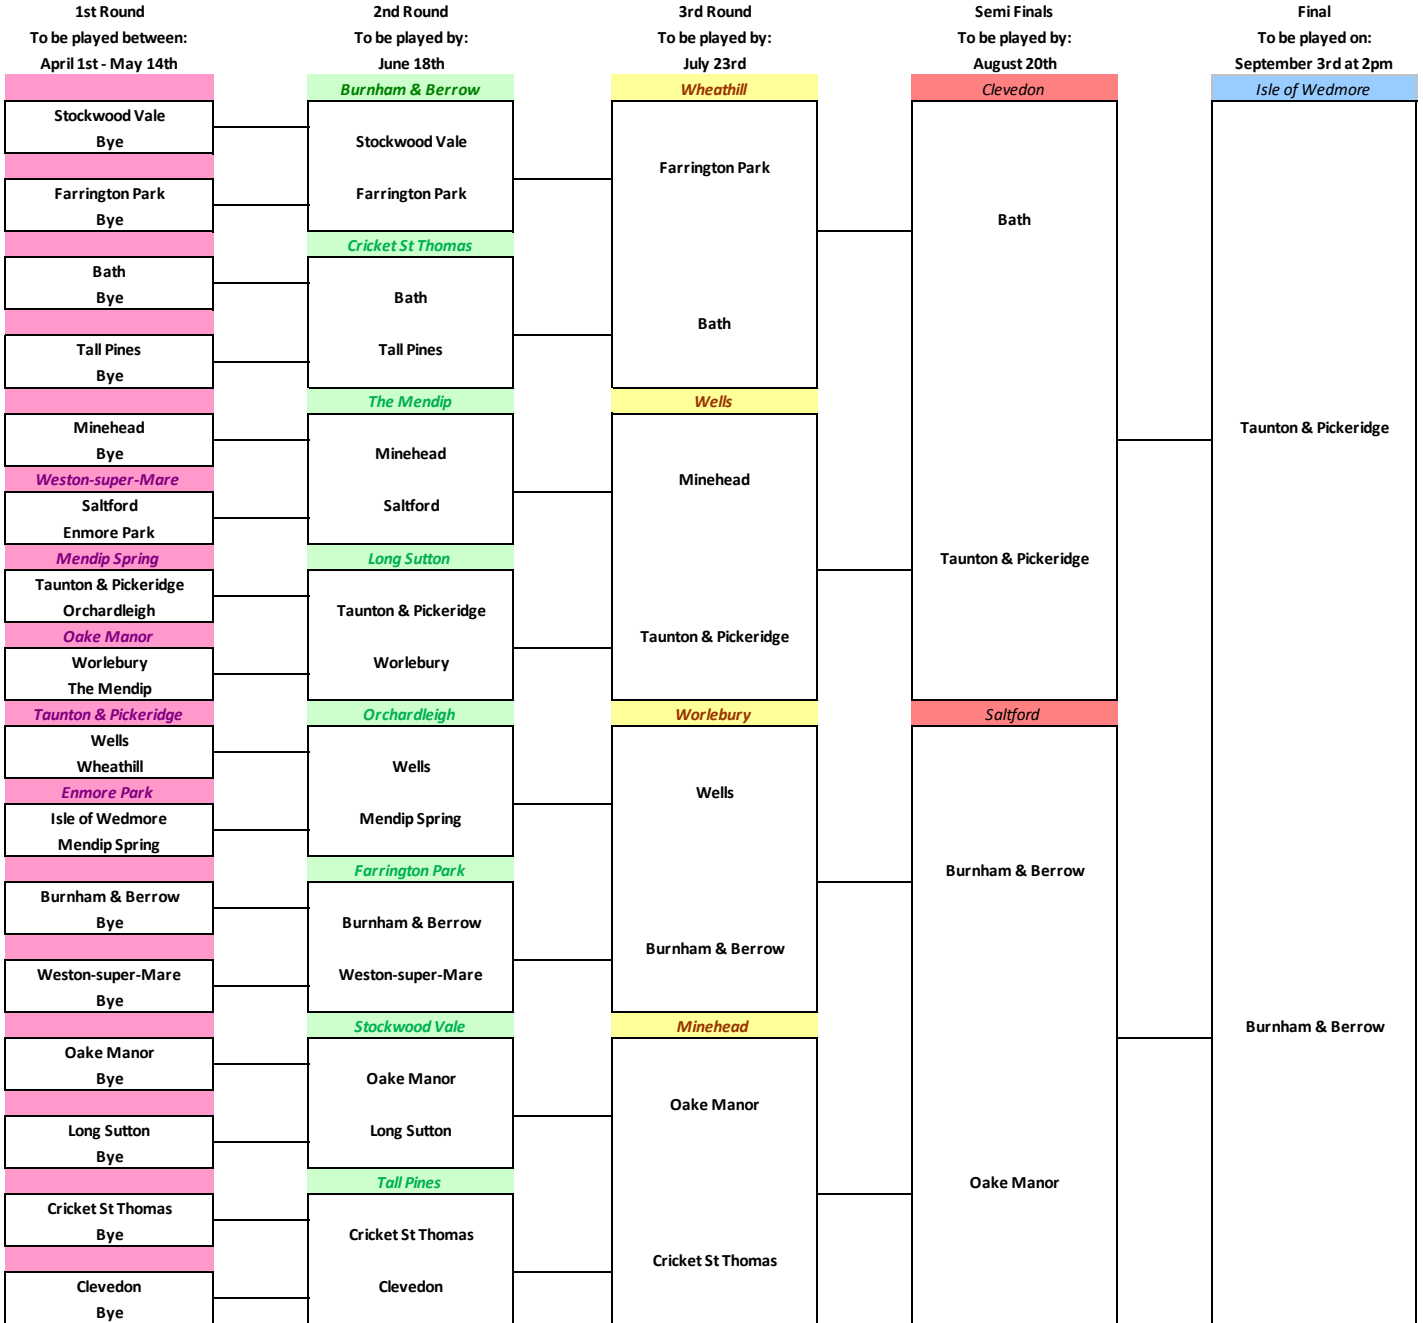 1st Round
To be played between:
April 1st - May 14th
2nd Round
To be played by:
June 18th
3rd Round
To be played by:
July 23rd
Semi Finals
To be played by:
August 20th
Final
To be played on:
September 3rd at 2pm
Stockwood Vale
Bye
Farrington Park
Bye
Bath
Bye
Tall Pines
Bye
Minehead
Bye
Weston-super-Mare
Saltford
Enmore Park
Mendip Spring
Taunton & Pickeridge
Orchardleigh
Oake Manor
Worlebury
The Mendip
Taunton & Pickeridge
Wells
Wheathill
Enmore Park
Isle of Wedmore
Mendip Spring
Burnham & Berrow
Bye
Weston-super-Mare
Bye
Oake Manor
Bye
Long Sutton
Bye
Cricket St Thomas
Bye
Clevedon
Bye
Burnham & Berrow
Stockwood Vale
Farrington Park
Cricket St Thomas
Bath
Tall Pines
The Mendip
Minehead
Saltford
Long Sutton
Taunton & Pickeridge
Worlebury
Orchardleigh
Wells
Mendip Spring
Farrington Park
Burnham & Berrow
Weston-super-Mare
Stockwood Vale
Oake Manor
Long Sutton
Tall Pines
Cricket St Thomas
Clevedon
Wheathill
Farrington Park
Bath
Wells
Minehead
Taunton & Pickeridge
Worlebury
Wells
Burnham & Berrow
Minehead
Oake Manor
Cricket St Thomas
Clevedon
Bath
Taunton & Pickeridge
Saltford
Burnham & Berrow
Oake Manor
Isle of Wedmore
Taunton & Pickeridge
Burnham & Berrow